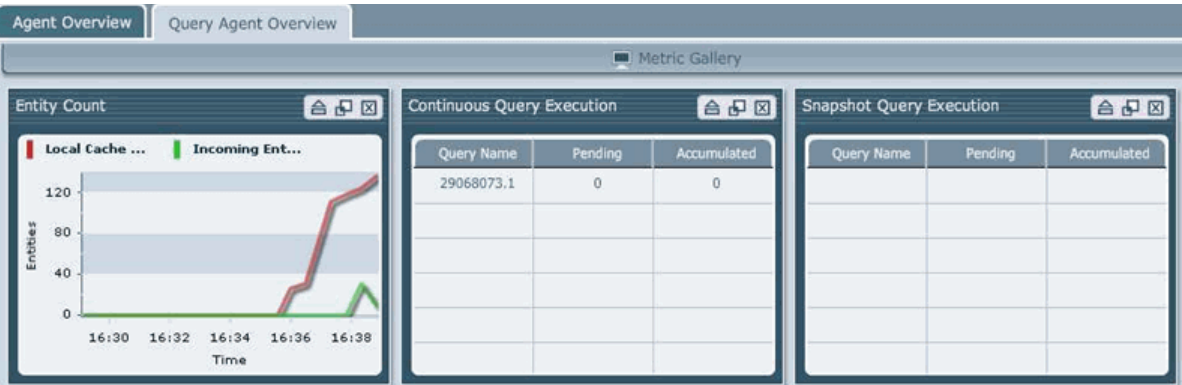 Agent Overview
Query Agent Overview
Metric Gallery
Entity Count
Local Cache ...
Incoming Ent...
120
80
40
0
Entities
16:30 16:32 16:34 16:36 16:38
Time
Continuous Query Execution
Query Name Pending Accumulated
29068073.1 0 0
Snapshot Query Execution
Query Name Pending Accumulated